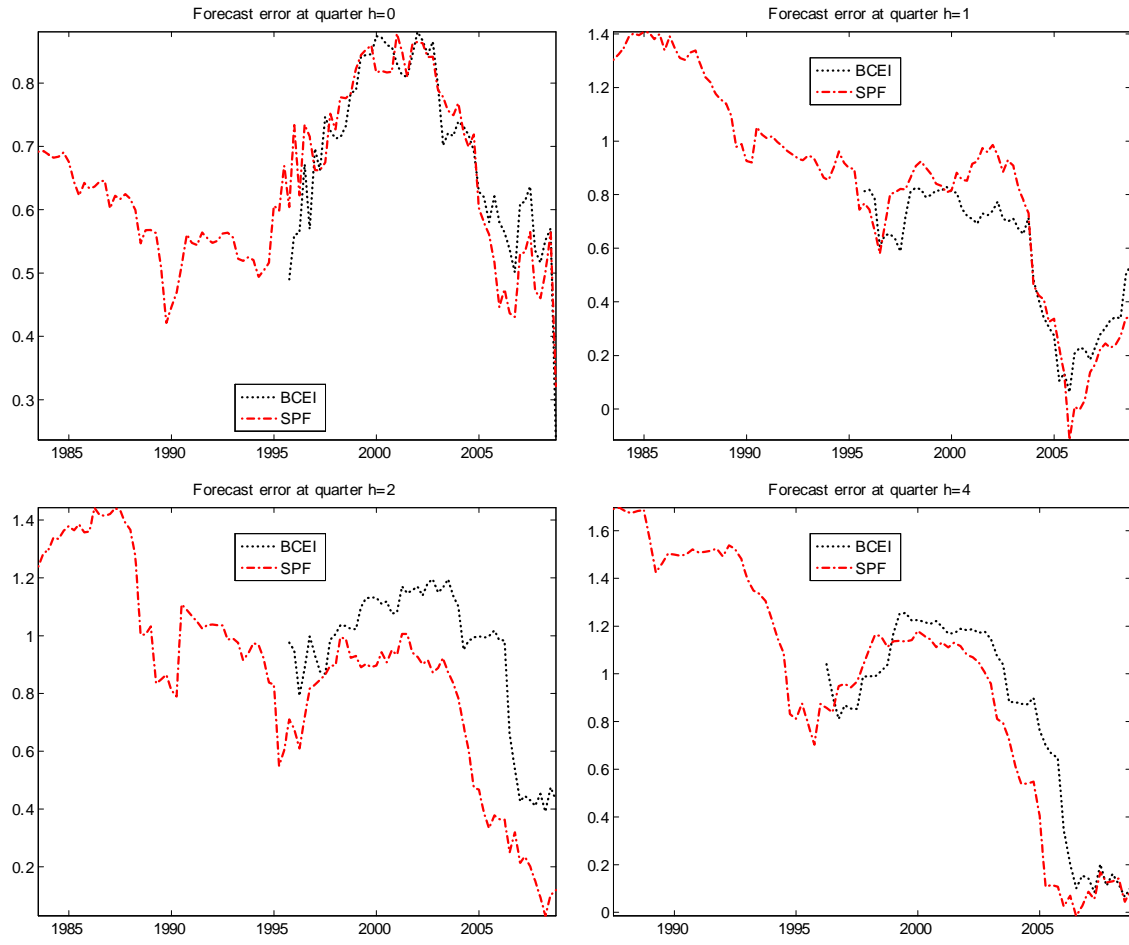 Forecast error at quarter h=0
0.8
0.7
0.6
0.5
0.4
0.3
BCEI
SPF
1985 1990 1995 2000 2005
Forecast error at quarter h=1
1.4
1.2
1
0.8
0.6
0.4
0.2
0
BCEI
SPF
1985 1990 1995 2000 2005
Forecast error at quarter h=2
1.4
1.2
1
0.8
0.6
0.4
0.2
BCEI
SPF
1985 1990 1995 2000 2005
Forecast error at quarter h=4
1.6
1.4
1.2
1
0.8
0.6
0.4
0.2
0
BCEI
SPF
1990 1995 2000 2005